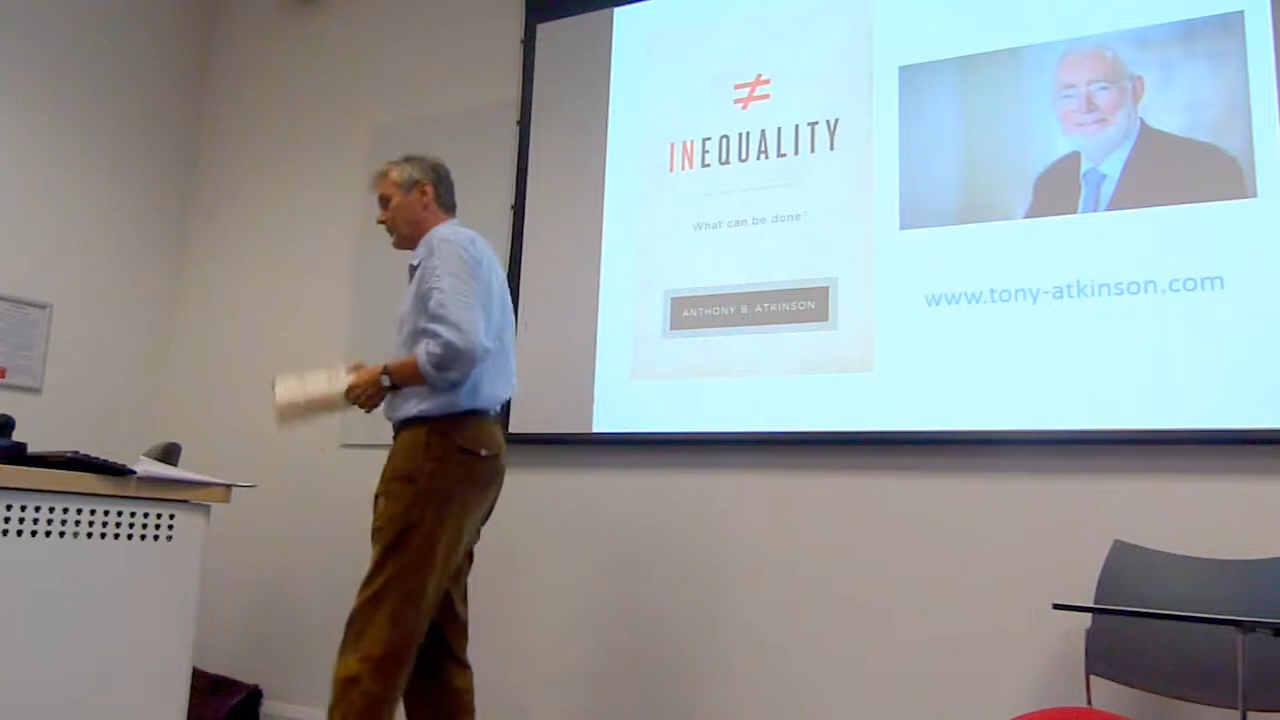 ≠
INEQUALITY
What can be done?
ANTHONY B. ATKINSON
www.tony-atkinson.com